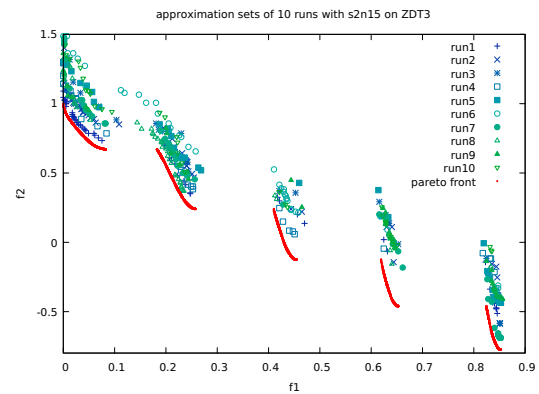 approximation sets of 10 runs with s2n15 on ZDT3
1.5
1
0.5
0
-0.5
f2
run1
run2
run3
run4
run5
run6
run7
run8
run9
run10
pareto front
0 0.1 0.2 0.3 0.4 0.5 0.6 0.7 0.8 0.9
f1